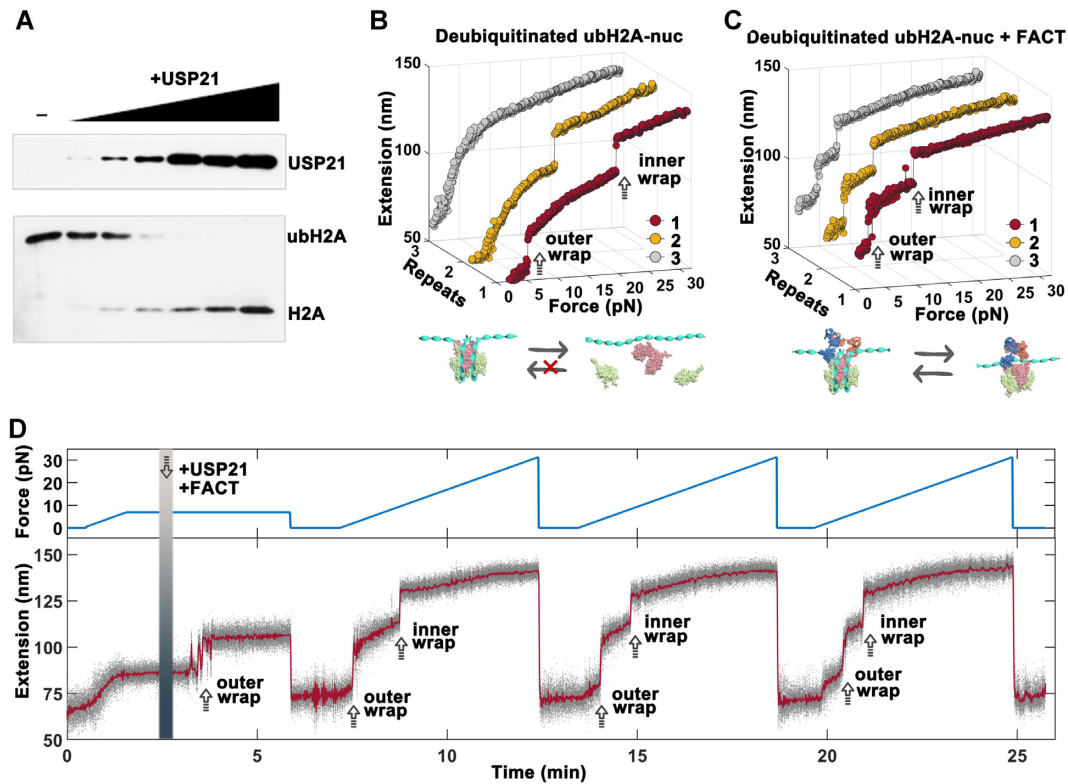 A
+USP21
–
USP21
ubH2A
H2A
B
Deubiquitinated ubH2A-nuc
Extension (nm)
150
100
50
3
2
1
Repeats
0
5
10
15
20
25
30
Force (pN)
outer
wrap
inner
wrap
1
2
3
C
Deubiquitinated ubH2A-nuc + FACT
Extension (nm)
150
100
50
3
2
1
Repeats
0
5
10
15
20
25
30
Force (pN)
outer
wrap
inner
wrap
1
2
3
D
Force (pN)
30
20
10
0
+USP21
+FACT
Extension (nm)
150
125
100
75
50
outer
wrap
outer
wrap
inner
wrap
outer
wrap
inner
wrap
outer
wrap
inner
wrap
0
5
10
15
20
25
Time (min)